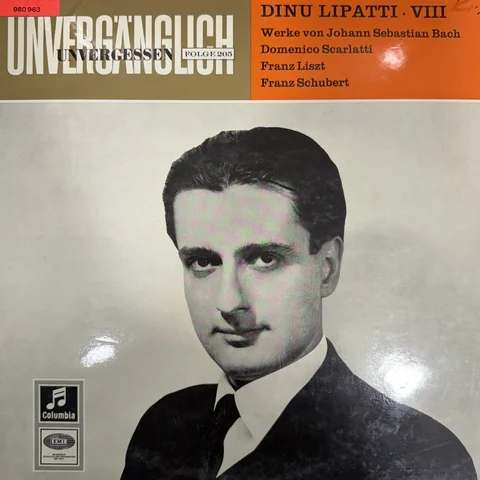 980 963
UNVERGÄNGLICH
UNVERGESSEN FOLGE 205
DINU LIPATTI · VIII
Werke von Johann Sebastian Bach
Domenico Scarlatti
Franz Liszt
Franz Schubert
Columbia
EMI